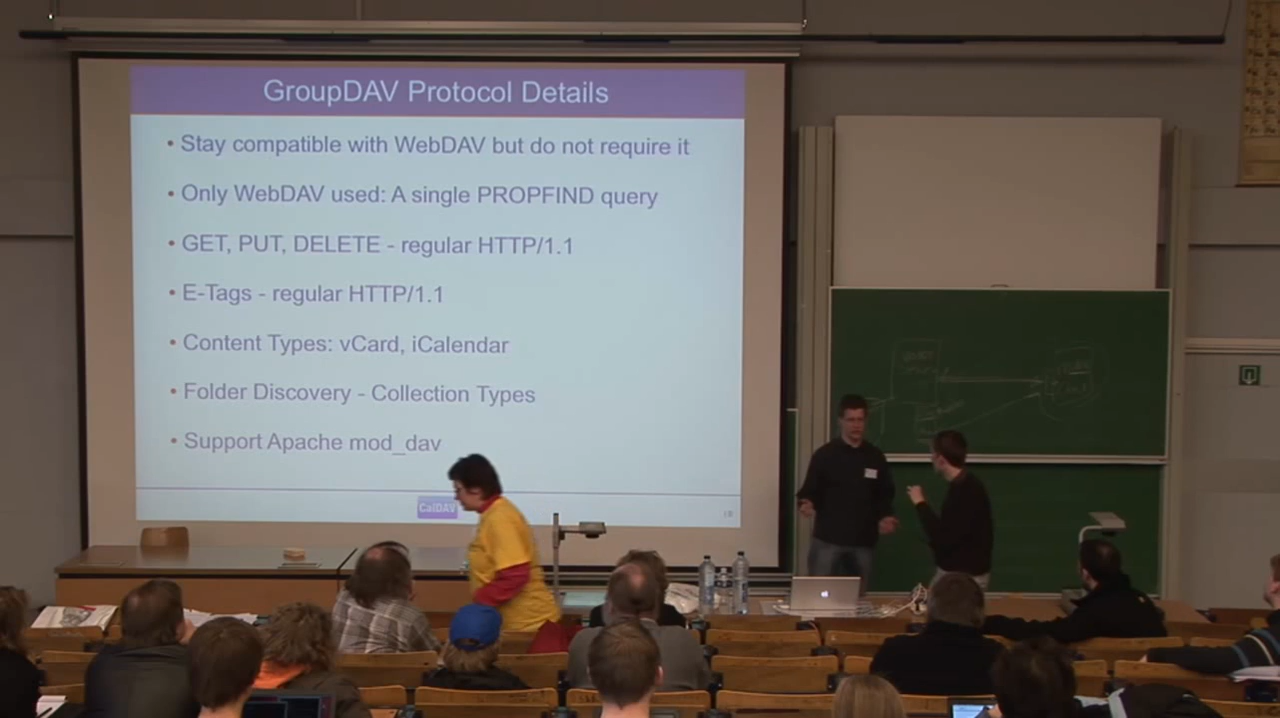 GroupDAV Protocol Details
• Stay compatible with WebDAV but do not require it
• Only WebDAV used: A single PROPFIND query
• GET, PUT, DELETE - regular HTTP/1.1
• E-Tags - regular HTTP/1.1
• Content Types: vCard, iCalendar
• Folder Discovery - Collection Types
• Support Apache mod_dav
CalDAV